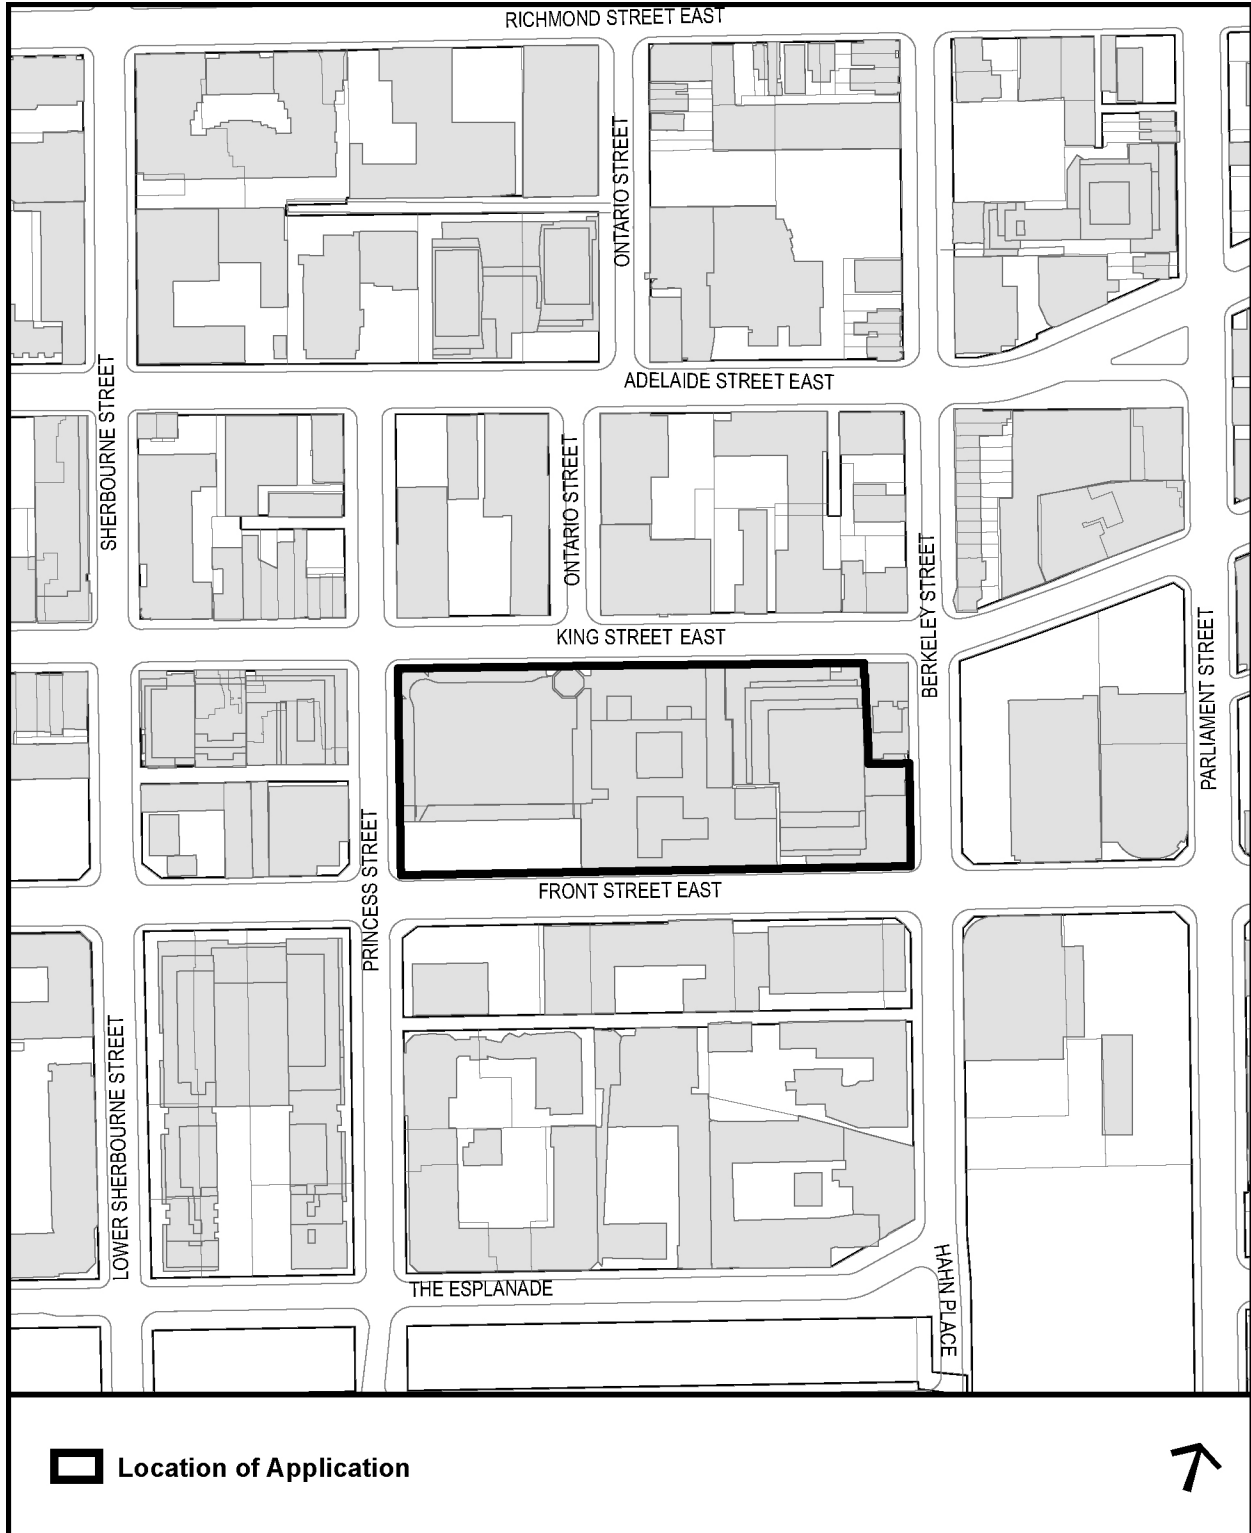 RICHMOND STREET EAST
ONTARIO STREET
ADELAIDE STREET EAST
SHERBOURNE STREET
ONTARIO STREET
BERKELEY STREET
KING STREET EAST
PARLIAMENT STREET
PRINCESS STREET
FRONT STREET EAST
LOWER SHERBOURNE STREET
THE ESPLANADE
HAHN PLACE
Location of Application